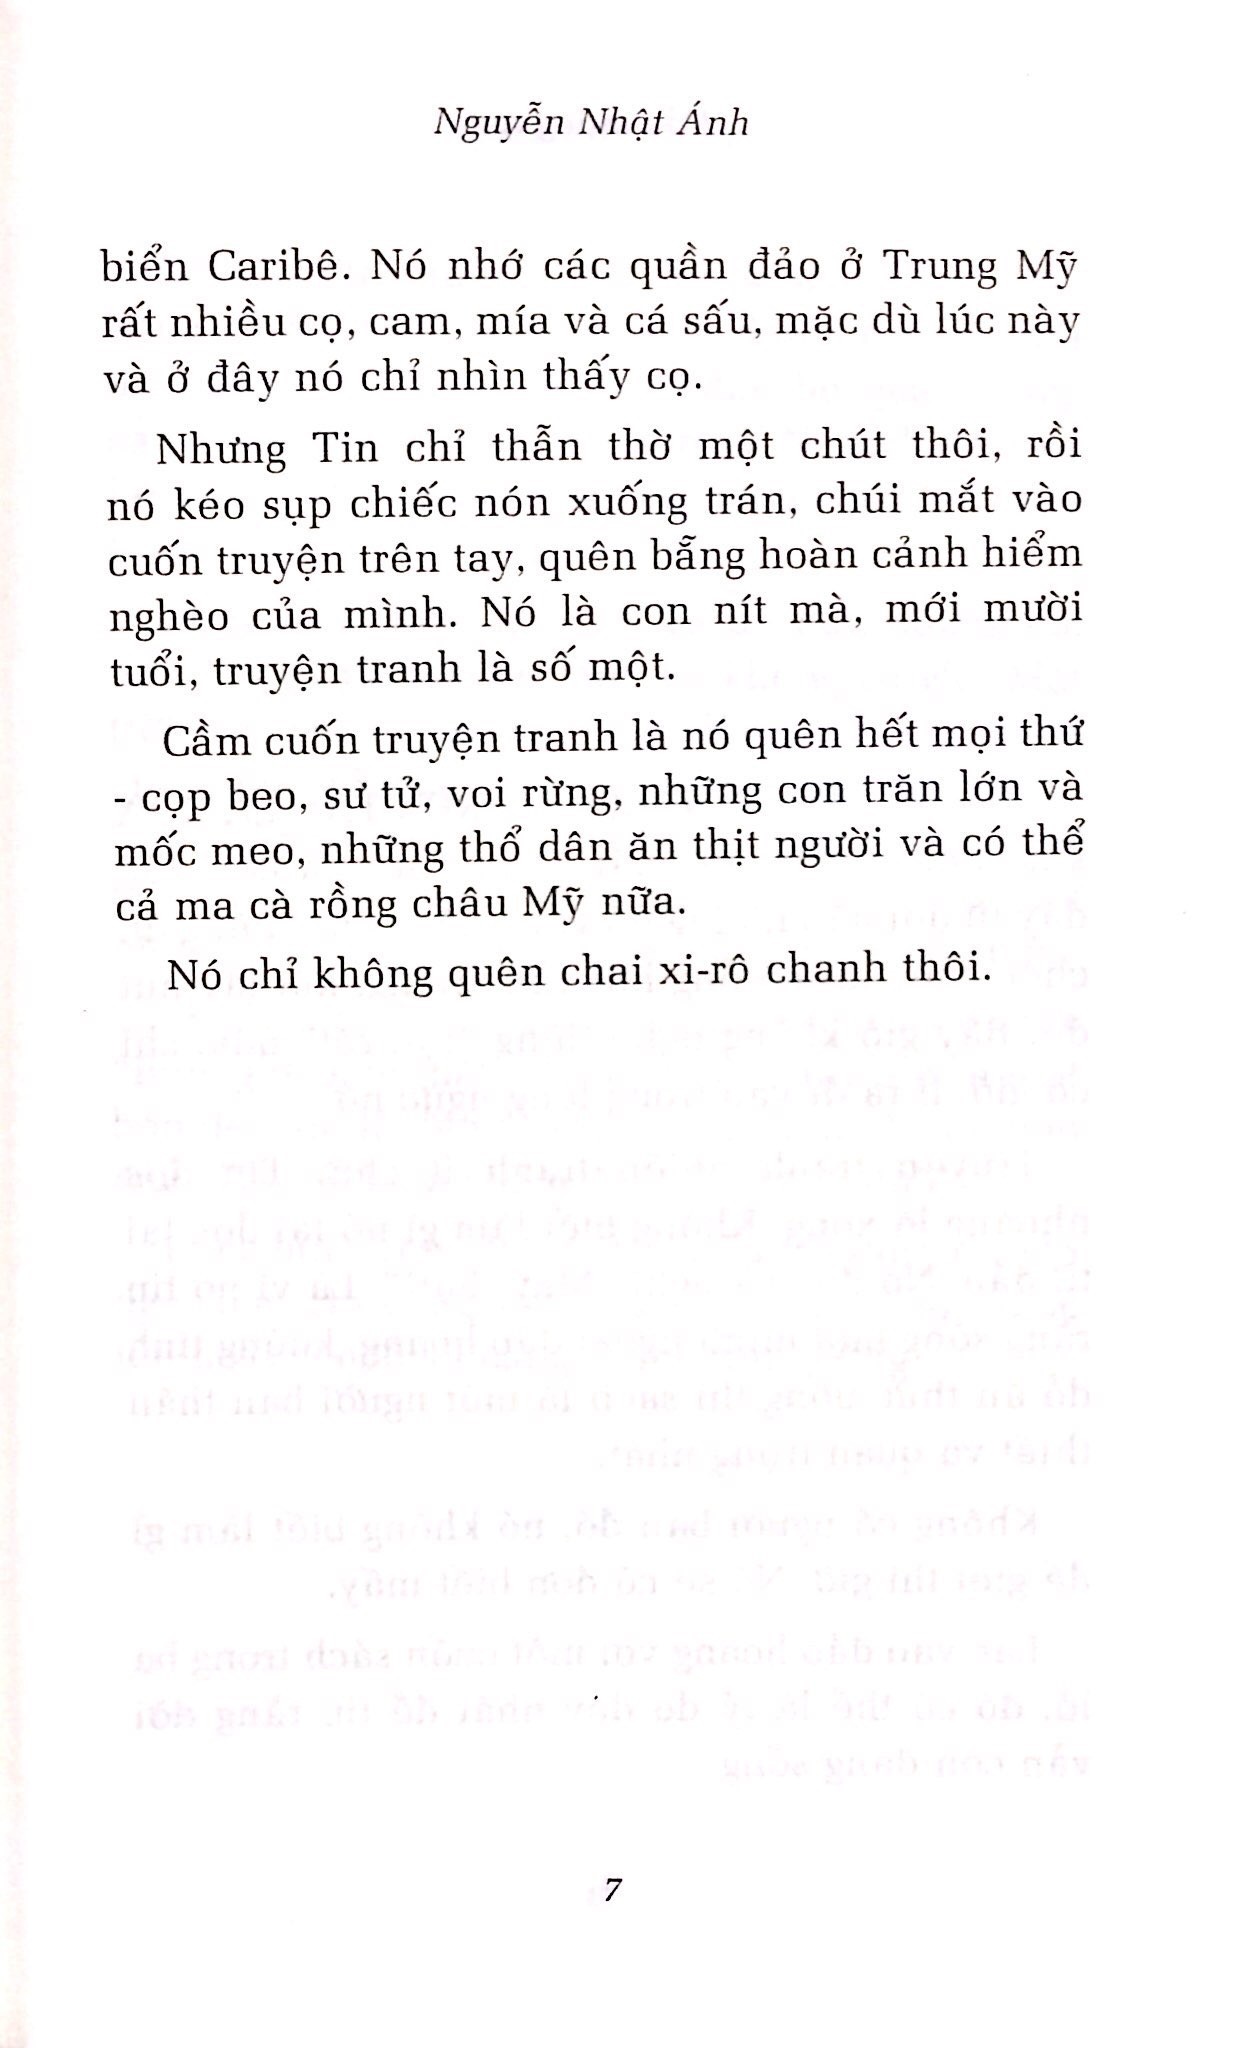 Nguyễn Nhật Ánh
biển Caribê. Nó nhớ các quần đảo ở Trung Mỹ
rất nhiều cọ, cam, mía và cá sấu, mặc dù lúc này
và ở đây nó chỉ nhìn thấy cọ.
Nhưng Tin chỉ thẫn thờ một chút thôi, rồi
nó kéo sụp chiếc nón xuống trán, chúi mắt vào
cuốn truyện trên tay, quên bẵng hoàn cảnh hiểm
nghèo của mình. Nó là con nít mà, mới mười
tuổi, truyện tranh là số một.
Cầm cuốn truyện tranh là nó quên hết mọi thứ
- cọp beo, sư tử, voi rừng, những con trăn lớn và
mốc meo, những thổ dân ăn thịt người và có thể
cả ma cà rồng châu Mỹ nữa.
Nó chỉ không quên chai xi-rô chanh thôi.
7